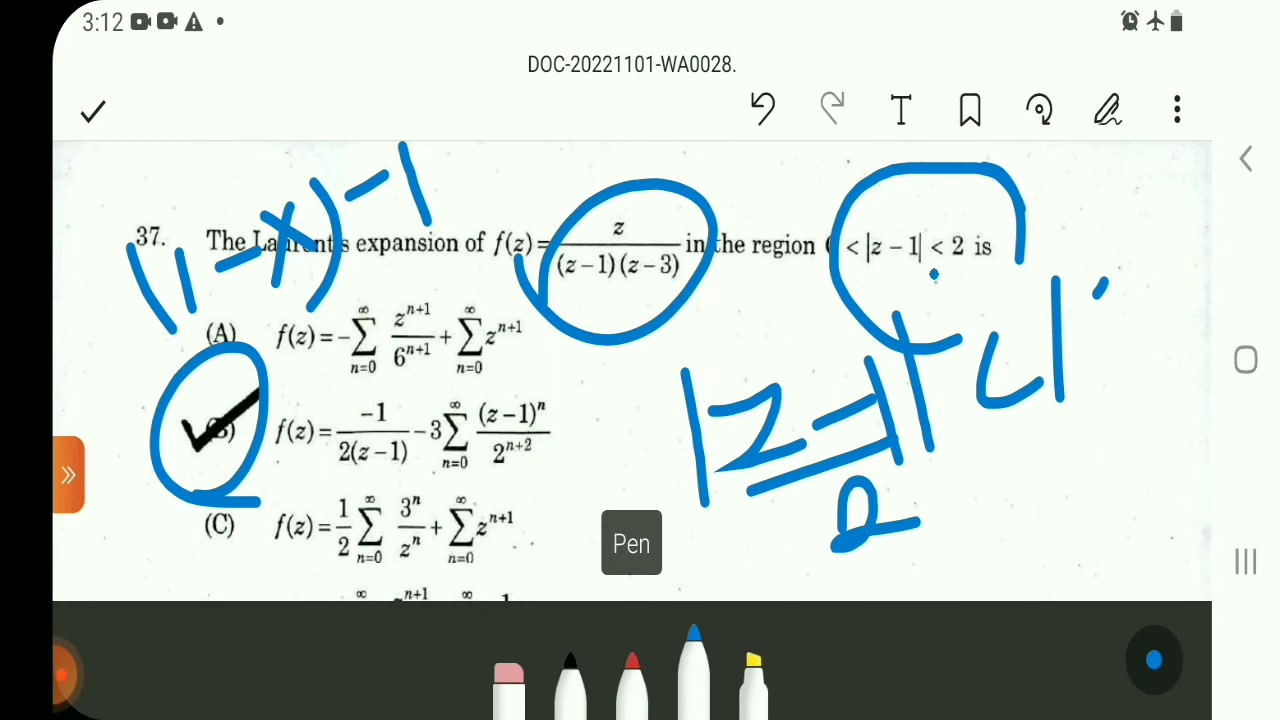 3:12
DOC-20221101-WA0028.
T
(1-x)-1
37. The Laurent's expansion of f(z) = z/((z-1)(z-3)) in the region < |z-1| < 2 is
(A) f(z) = -∑_{n=0}^{∞} z^{n+1}/6^{n+1} + ∑_{n=0}^{∞} z^{n+1}
(B) f(z) = -1/(2(z-1)) - 3∑_{n=0}^{∞} (z-1)^n/2^{n+2}
|z-1|/2 <1
(C) f(z) = 1/2 ∑_{n=0}^{∞} 3^n/z^n + ∑_{n=0}^{∞} z^{n+1}
Pen